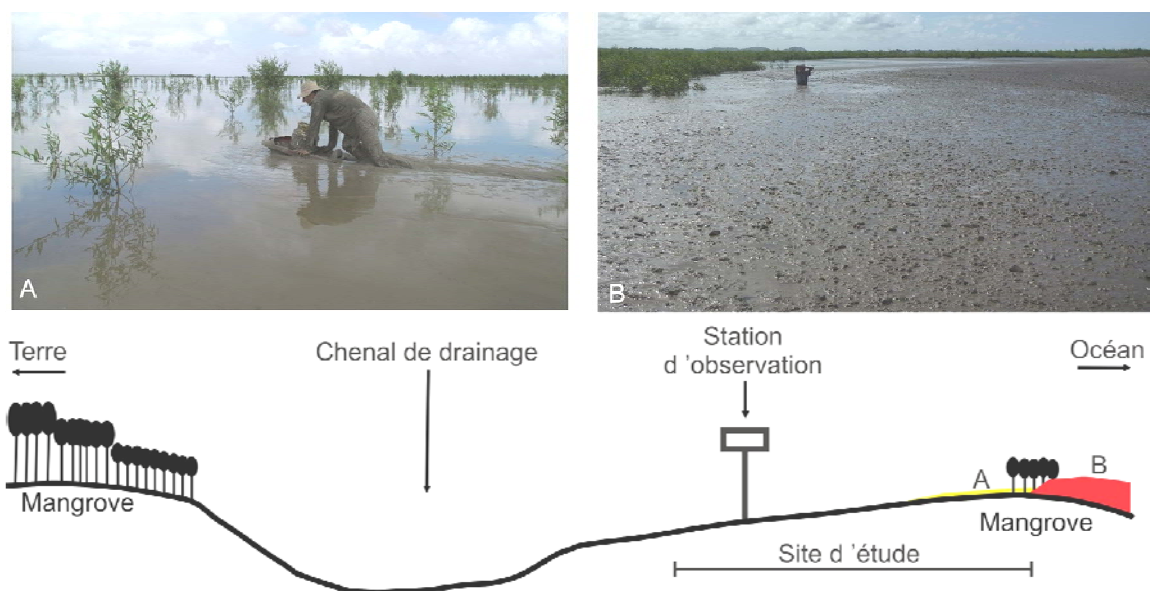 A
B
Terre
Chenal de drainage
Station
d 'observation
Océan
A
B
Mangrove
Mangrove
Site d 'étude